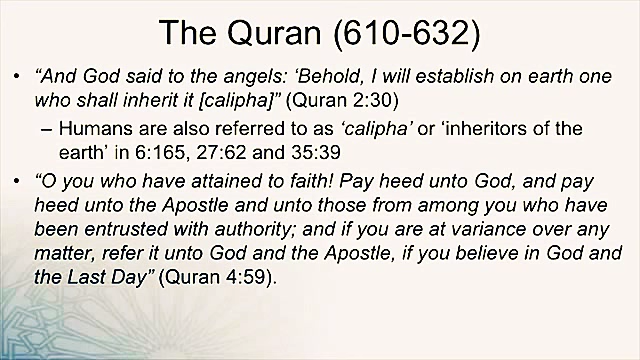 The Quran (610-632)
• “And God said to the angels: ‘Behold, I will establish on earth one
who shall inherit it [calipha]” (Quran 2:30)
– Humans are also referred to as ‘calipha’ or ‘inheritors of the
earth’ in 6:165, 27:62 and 35:39
• “O you who have attained to faith! Pay heed unto God, and pay
heed unto the Apostle and unto those from among you who have
been entrusted with authority; and if you are at variance over any
matter, refer it unto God and the Apostle, if you believe in God and
the Last Day” (Quran 4:59).